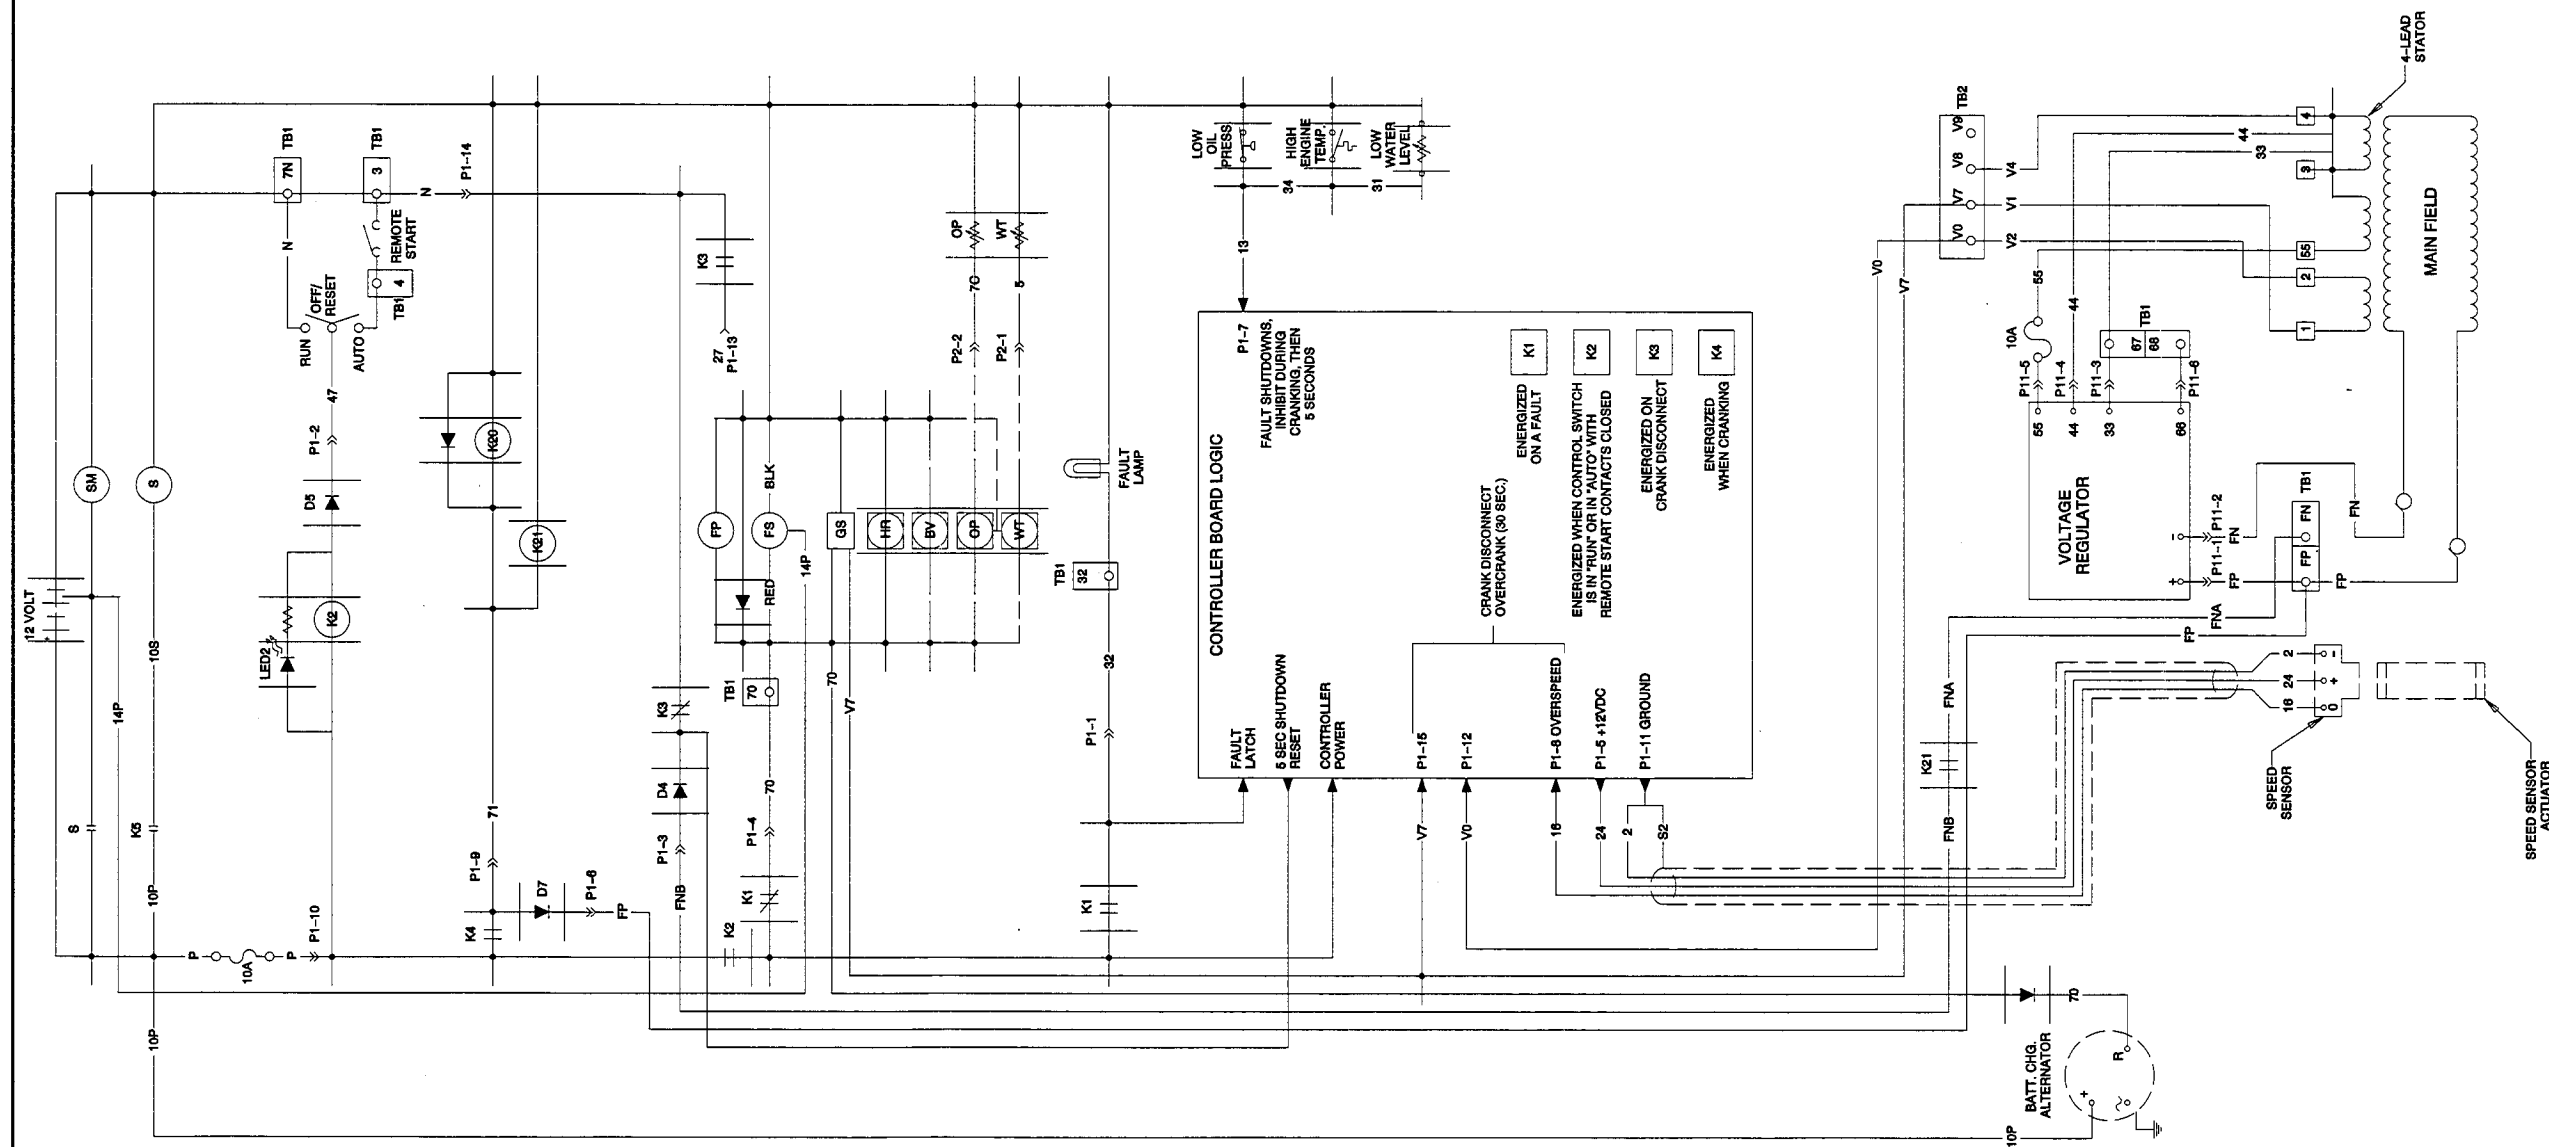 12 VOLT
SM
S
S
K5
14P
10S
10P
10P
P
10A
P
P1-10
LED2
K2
D5
P1-2
47
RUN
OFF/
RESET
AUTO
N
7N
TB1
3
TB1
REMOTE
START
4
TB1
N
P1-14
K20
K21
71
P1-9
K4
D7
P1-6
FP
K3
27
P1-13
K3
D4
P1-3
FNB
FP
FS
BLK
RED
14P
TB1
70
70
P1-4
K1
K2
GS
HR
BV
OP
WT
70
V7
OP
WT
7C
5
P2-2
P2-1
FAULT
LAMP
TB1
32
32
P1-1
K1
LOW
OIL
PRESS.
HIGH
ENGINE
TEMP.
LOW
WATER
LEVEL
34
31
13
CONTROLLER BOARD LOGIC
P1-7
FAULT SHUTDOWNS,
INHIBIT DURING
CRANKING, THEN
5 SECONDS
FAULT
LATCH
5 SEC SHUTDOWN
RESET
CONTROLLER
POWER
P1-15
P1-12
P1-8 OVERSPEED
P1-5 +12VDC
P1-11 GROUND
CRANK DISCONNECT
OVERCRANK (30 SEC.)
K1
ENERGIZED
ON A FAULT
K2
ENERGIZED WHEN CONTROL SWITCH
IS IN "RUN" OR IN "AUTO" WITH
REMOTE START CONTACTS CLOSED
K3
ENERGIZED ON
CRANK DISCONNECT
K4
ENERGIZED
WHEN CRANKING
V7
V0
16
24
2
S2
V0
V7
TB2
V9
V8
V7
V0
V4
V1
V2
44
33
4
3
55
2
1
4-LEAD
STATOR
MAIN FIELD
55
44
10A
TB1
67
68
P11-5
P11-4
P11-3
P11-6
55
44
33
66
VOLTAGE
REGULATOR
-
+
P11-2
P11-1
FN
FP
TB1
FN
FP
FN
FP
FNA
FP
FNA
K21
FNB
2
24
16
-
+
0
SPEED
SENSOR
SPEED SENSOR
ACTUATOR
70
BATT. CHG.
ALTERNATOR
R
+
10P